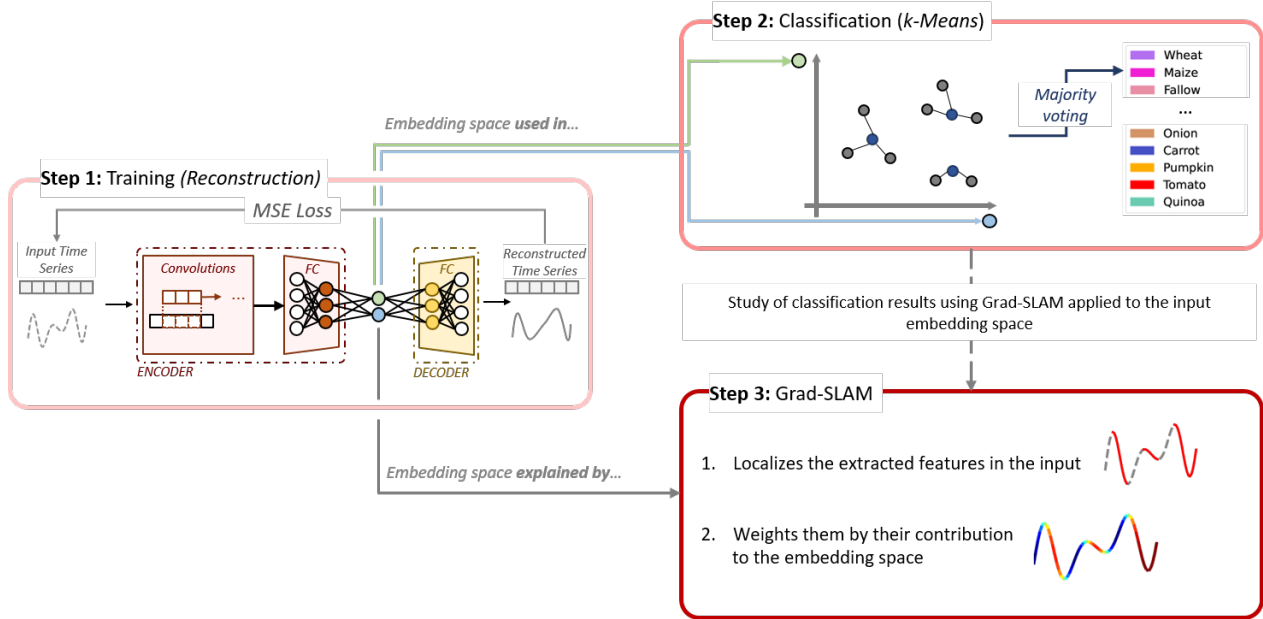 Step 1: Training (Reconstruction)
MSE Loss
Input Time
Series
Convolutions
...
FC
ENCODER
FC
DECODER
Reconstructed
Time Series
Embedding space used in...
Embedding space explained by...
Step 2: Classification (k-Means)
Majority
voting
Wheat
Maize
Fallow
...
Onion
Carrot
Pumpkin
Tomato
Quinoa
Study of classification results using Grad-SLAM applied to the input
embedding space
Step 3: Grad-SLAM
1. Localizes the extracted features in the input
2. Weights them by their contribution
to the embedding space